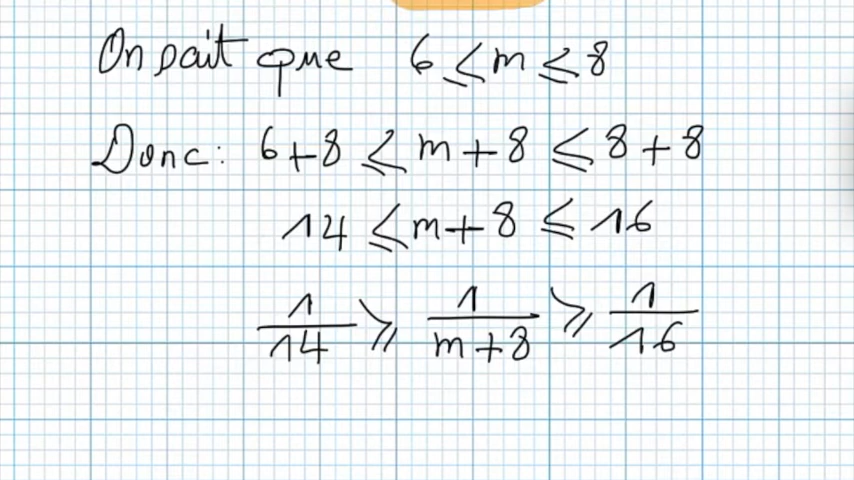 On sait que 6 ≤ m ≤ 8
Donc: 6+8 ≤ m+8 ≤ 8+8
14 ≤ m+8 ≤ 16
1/14 ≥ 1/(m+8) ≥ 1/16